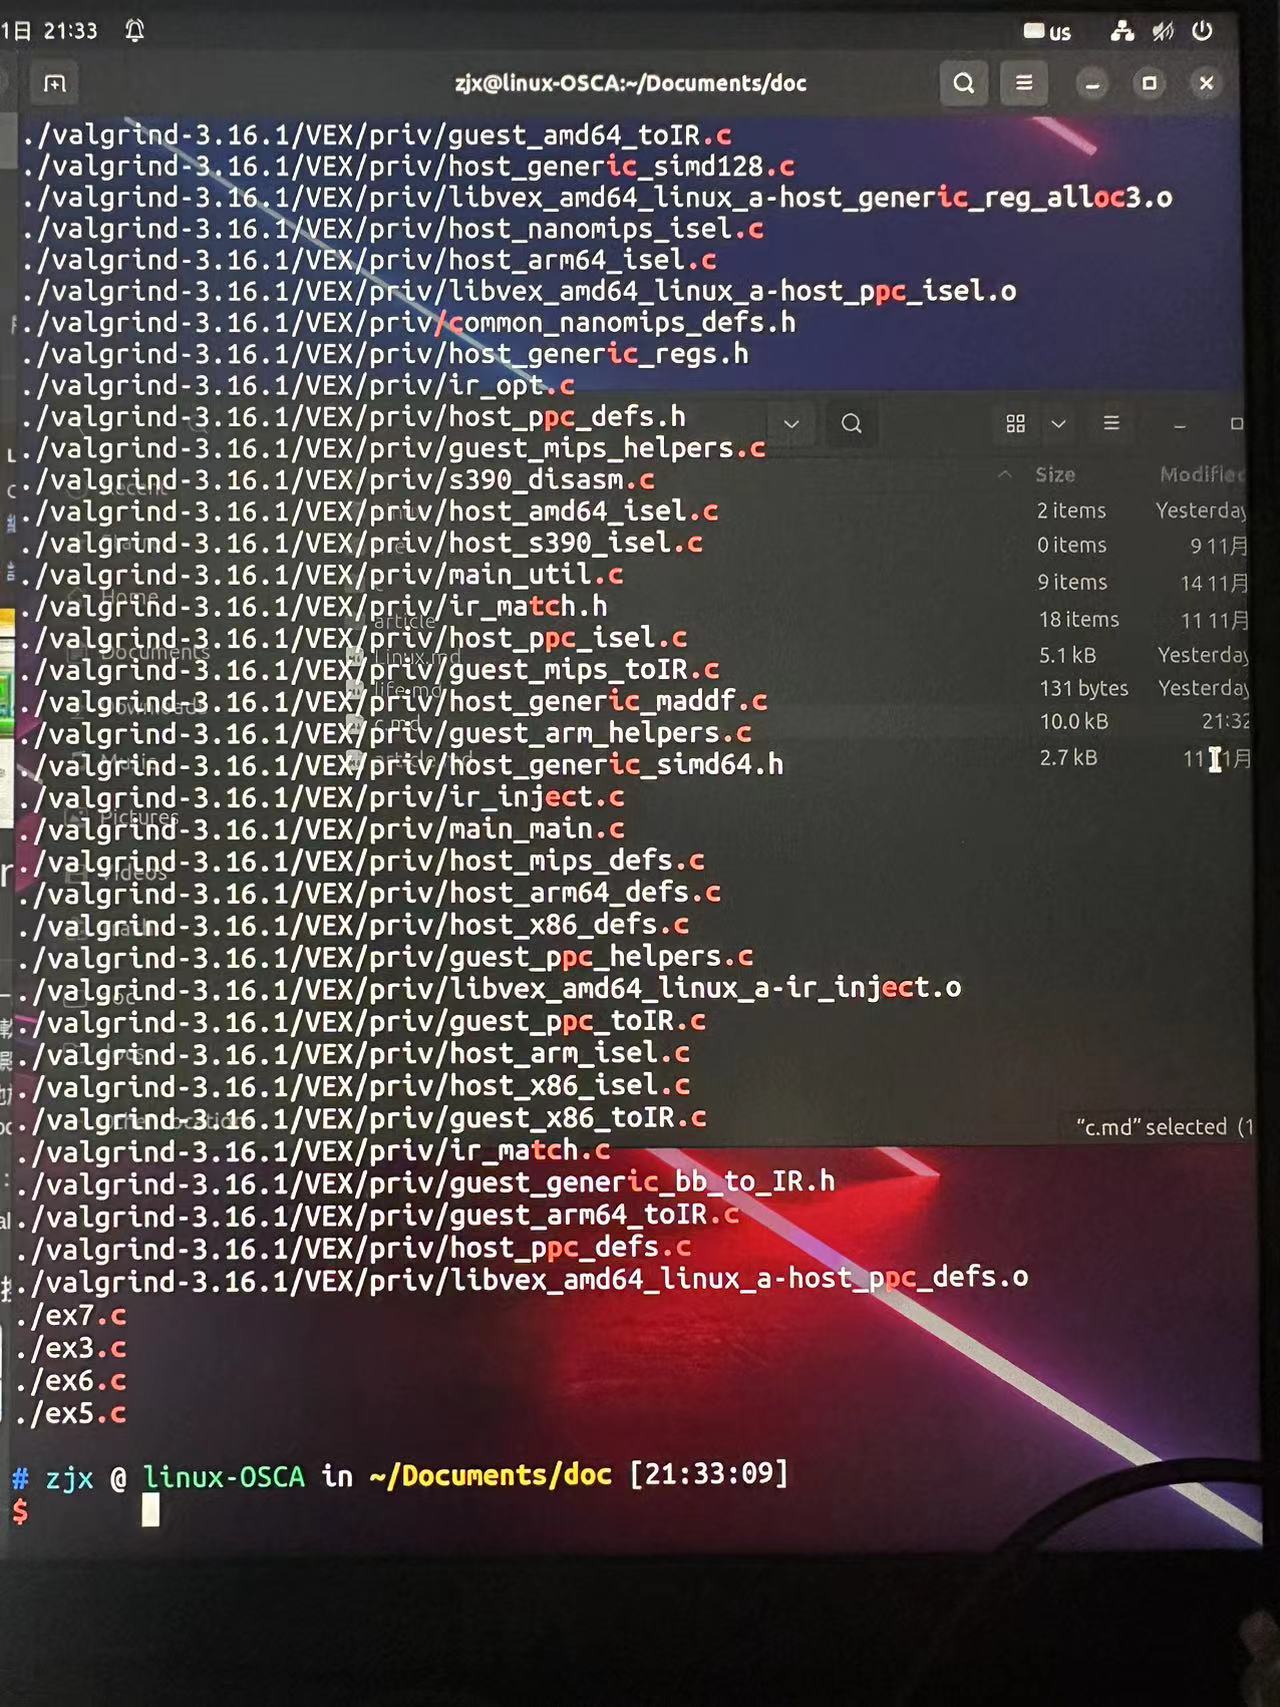 1日 21:33
us
zjx@linux-OSCA:~/Documents/doc
./valgrind-3.16.1/VEX/priv/guest_amd64_toIR.c
./valgrind-3.16.1/VEX/priv/host_generic_simd128.c
./valgrind-3.16.1/VEX/priv/libvex_amd64_linux_a-host_generic_reg_alloc3.o
./valgrind-3.16.1/VEX/priv/host_nanomips_isel.c
./valgrind-3.16.1/VEX/priv/host_arm64_isel.c
./valgrind-3.16.1/VEX/priv/libvex_amd64_linux_a-host_ppc_isel.o
./valgrind-3.16.1/VEX/priv/common_nanomips_defs.h
./valgrind-3.16.1/VEX/priv/host_generic_regs.h
./valgrind-3.16.1/VEX/priv/ir_opt.c
./valgrind-3.16.1/VEX/priv/host_ppc_defs.h
./valgrind-3.16.1/VEX/priv/guest_mips_helpers.c
./valgrind-3.16.1/VEX/priv/s390_disasm.c
./valgrind-3.16.1/VEX/priv/host_amd64_isel.c
./valgrind-3.16.1/VEX/priv/host_s390_isel.c
./valgrind-3.16.1/VEX/priv/main_util.c
./valgrind-3.16.1/VEX/priv/ir_match.h
./valgrind-3.16.1/VEX/priv/host_ppc_isel.c
./valgrind-3.16.1/VEX/priv/guest_mips_toIR.c
./valgrind-3.16.1/VEX/priv/host_generic_maddf.c
./valgrind-3.16.1/VEX/priv/guest_arm_helpers.c
./valgrind-3.16.1/VEX/priv/host_generic_simd64.h
./valgrind-3.16.1/VEX/priv/ir_inject.c
./valgrind-3.16.1/VEX/priv/main_main.c
./valgrind-3.16.1/VEX/priv/host_mips_defs.c
./valgrind-3.16.1/VEX/priv/host_arm64_defs.c
./valgrind-3.16.1/VEX/priv/host_x86_defs.c
./valgrind-3.16.1/VEX/priv/guest_ppc_helpers.c
./valgrind-3.16.1/VEX/priv/libvex_amd64_linux_a-ir_inject.o
./valgrind-3.16.1/VEX/priv/guest_ppc_toIR.c
./valgrind-3.16.1/VEX/priv/host_arm_isel.c
./valgrind-3.16.1/VEX/priv/host_x86_isel.c
./valgrind-3.16.1/VEX/priv/guest_x86_toIR.c
./valgrind-3.16.1/VEX/priv/ir_match.c
./valgrind-3.16.1/VEX/priv/guest_generic_bb_to_IR.h
./valgrind-3.16.1/VEX/priv/guest_arm64_toIR.c
./valgrind-3.16.1/VEX/priv/host_ppc_defs.c
./valgrind-3.16.1/VEX/priv/libvex_amd64_linux_a-host_ppc_defs.o
./ex7.c
./ex3.c
./ex6.c
./ex5.c
# zjx @ linux-OSCA in ~/Documents/doc [21:33:09]
$
Size Modified
2 items Yesterday
0 items 9 11月
9 items 14 11月
18 items 11 11月
5.1 kB Yesterday
131 bytes Yesterday
10.0 kB 21:32
2.7 kB 11 11月
Recent
Home
Documents
Downloads
Music
Pictures
Videos
article
Linux.md
life.md
c.md
article.md
"c.md" selected (1